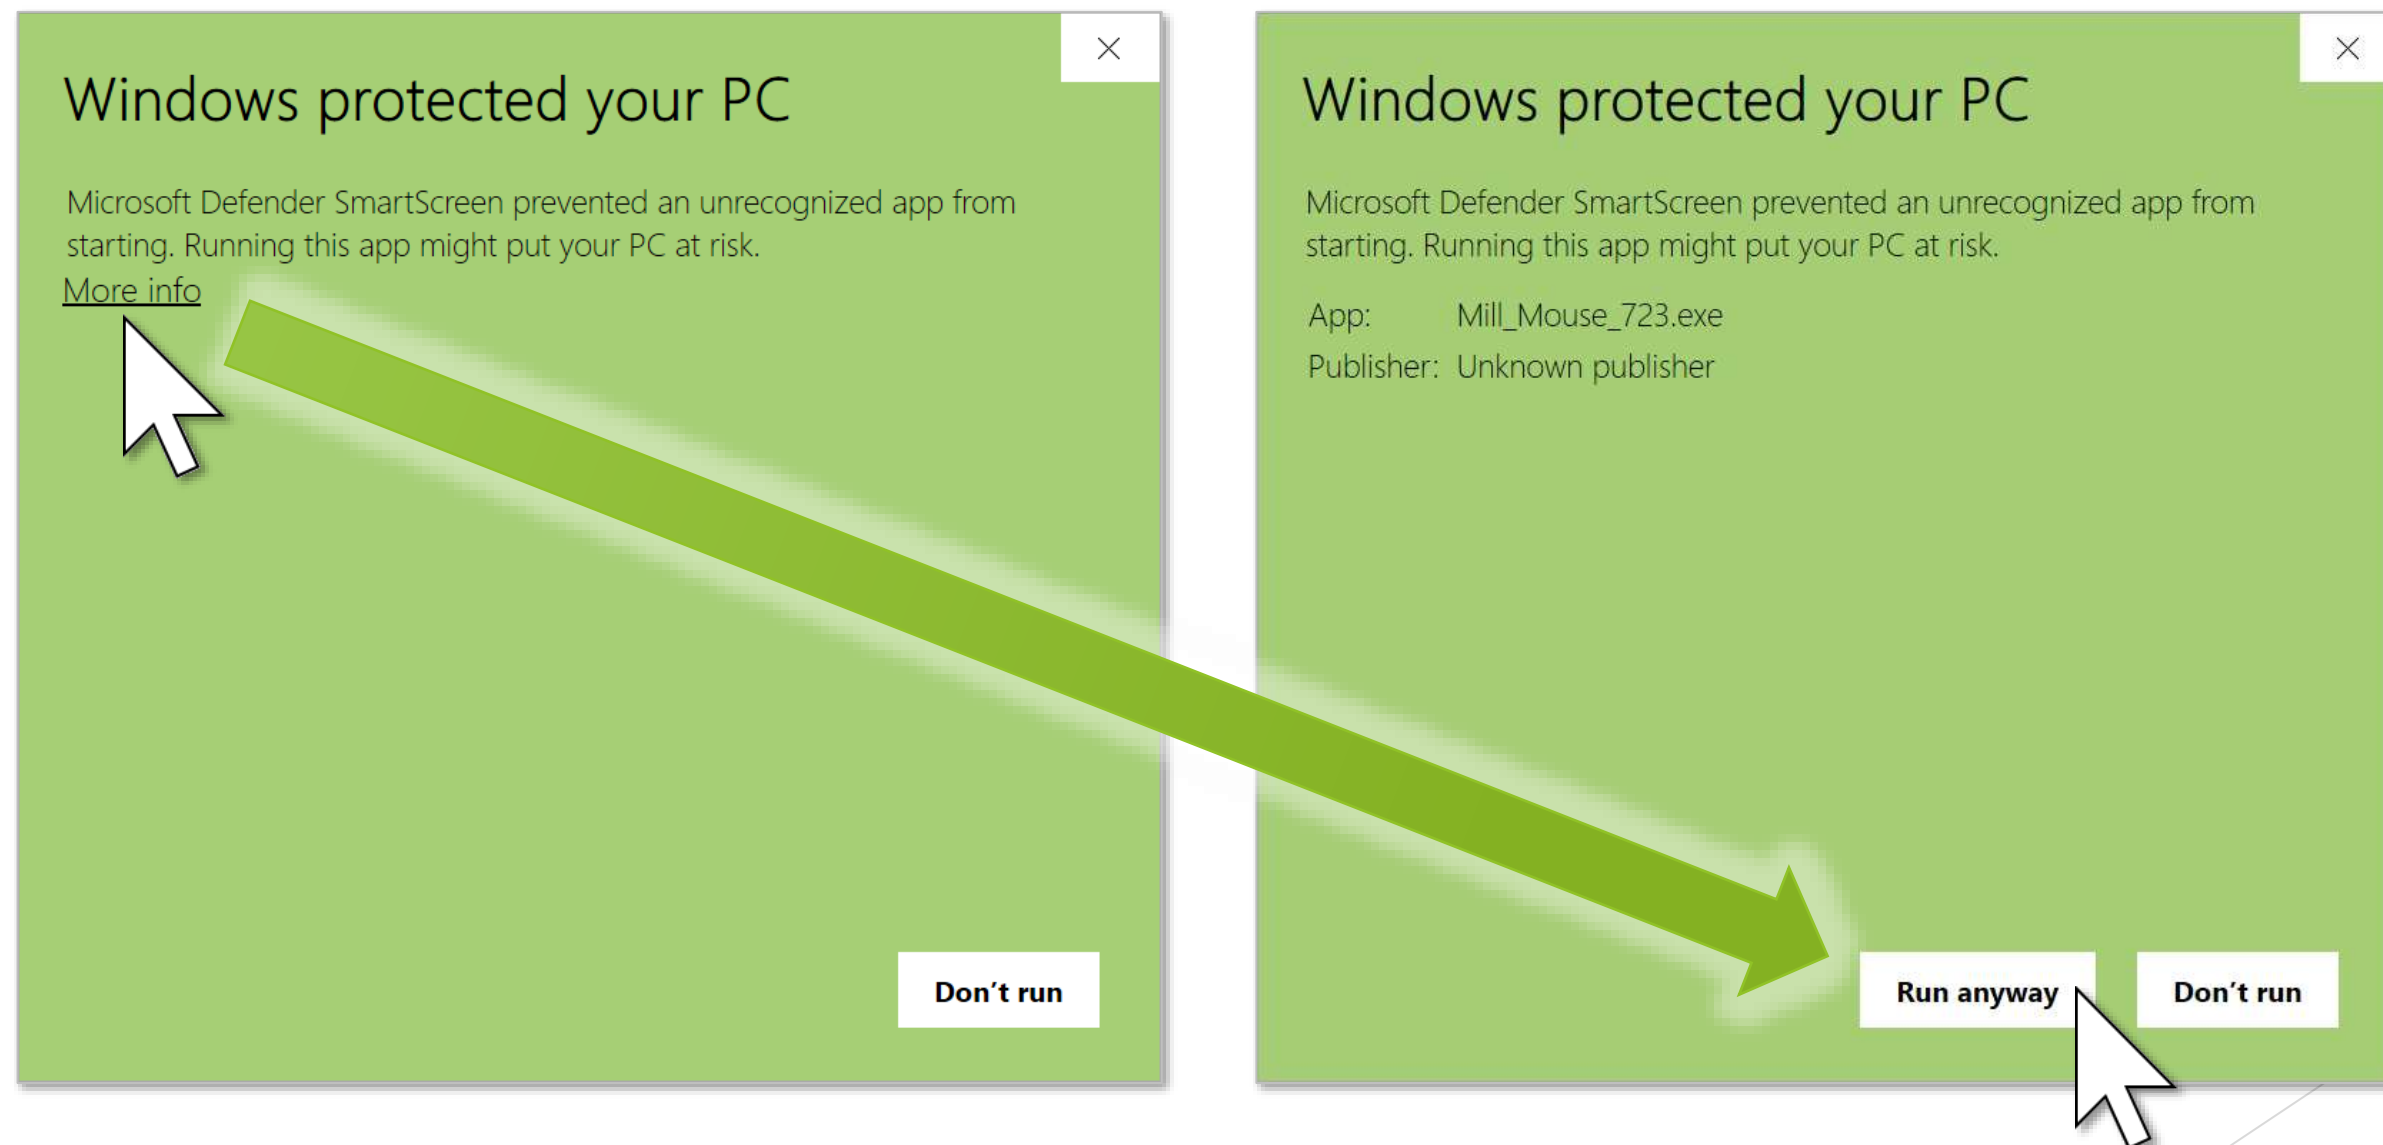 Windows protected your PC
Microsoft Defender SmartScreen prevented an unrecognized app from
starting. Running this app might put your PC at risk.
More info
Don't run
Windows protected your PC
Microsoft Defender SmartScreen prevented an unrecognized app from
starting. Running this app might put your PC at risk.
App: Mill_Mouse_723.exe
Publisher: Unknown publisher
Run anyway Don't run